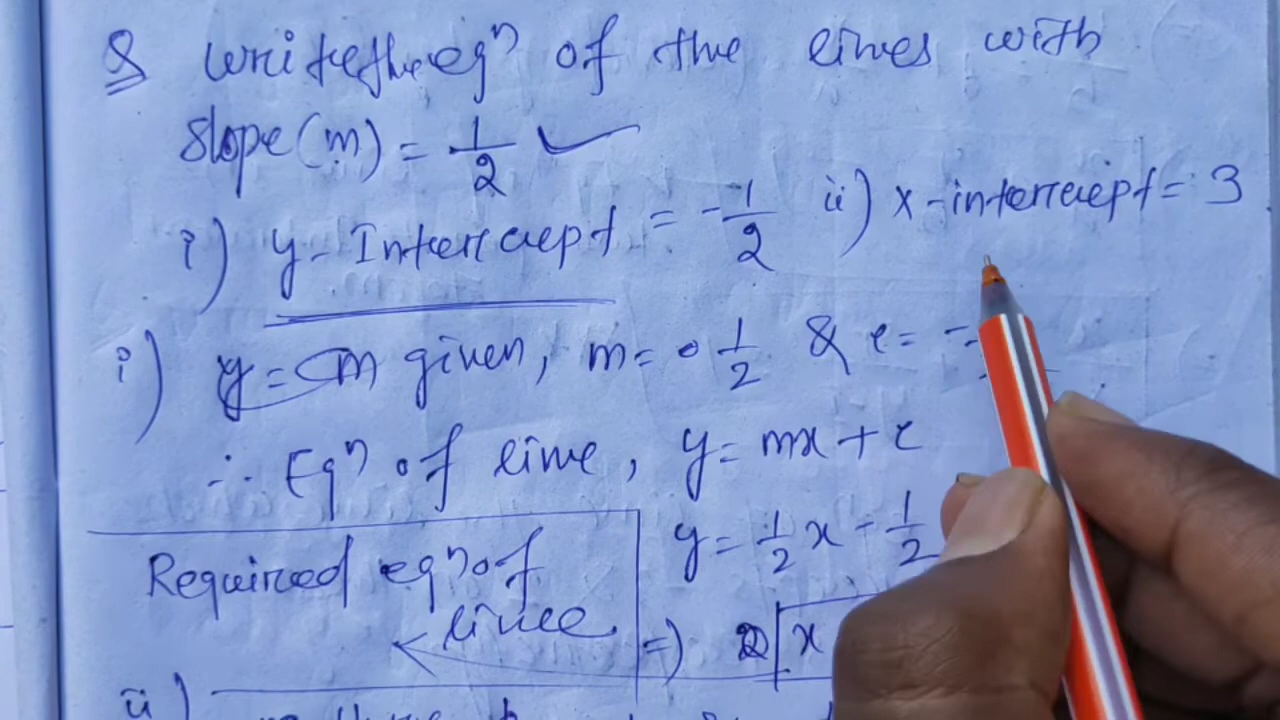 Q write the eqⁿ of the lines with
slope(m) = 1/2
i) y-Intercept = -1/2 ii) x-intercept = 3
i) y = m given, m = 1/2 & c = -
∴ Eqⁿ of line, y = mx + c
y = 1/2 x - 1/2
Required eqⁿ of
line
=> x
ii)